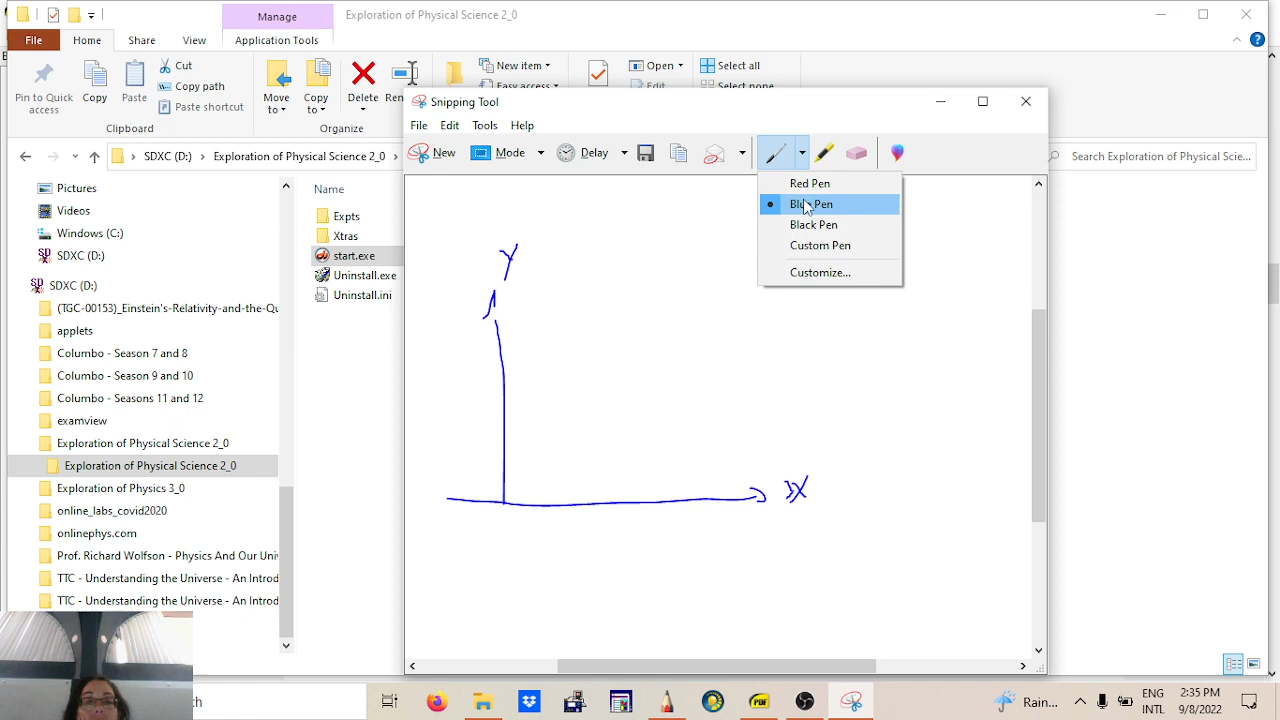 Manage
Exploration of Physical Science 2_0
File
Home
Share
View
Application Tools
Pin to Quick access
Copy
Paste
Cut
Copy path
Paste shortcut
Clipboard
Move to
Copy to
Delete
Organize
New item
Easy access
Open
Edit
Select all
Select none
SDXC (D:)
Exploration of Physical Science 2_0
Search Exploration of Physical Scie...
Pictures
Videos
Windows (C:)
SDXC (D:)
SDXC (D:)
(TGC-00153)_Einstein's-Relativity-and-the-Qu
applets
Columbo - Season 7 and 8
Columbo - Season 9 and 10
Columbo - Seasons 11 and 12
examview
Exploration of Physical Science 2_0
Exploration of Physical Science 2_0
Exploration of Physics 3_0
online_labs_covid2020
onlinephys.com
Prof. Richard Wolfson - Physics And Our Uni
TTC - Understanding the Universe - An Introd
TTC - Understanding the Universe - An Introd
Name
Expts
Xtras
start.exe
Uninstall.exe
Uninstall.ini
Snipping Tool
File
Edit
Tools
Help
New
Mode
Delay
Red Pen
Blue Pen
Black Pen
Custom Pen
Customize...
Y
X
PDF
Rain...
ENG
INTL
2:35 PM
9/8/2022